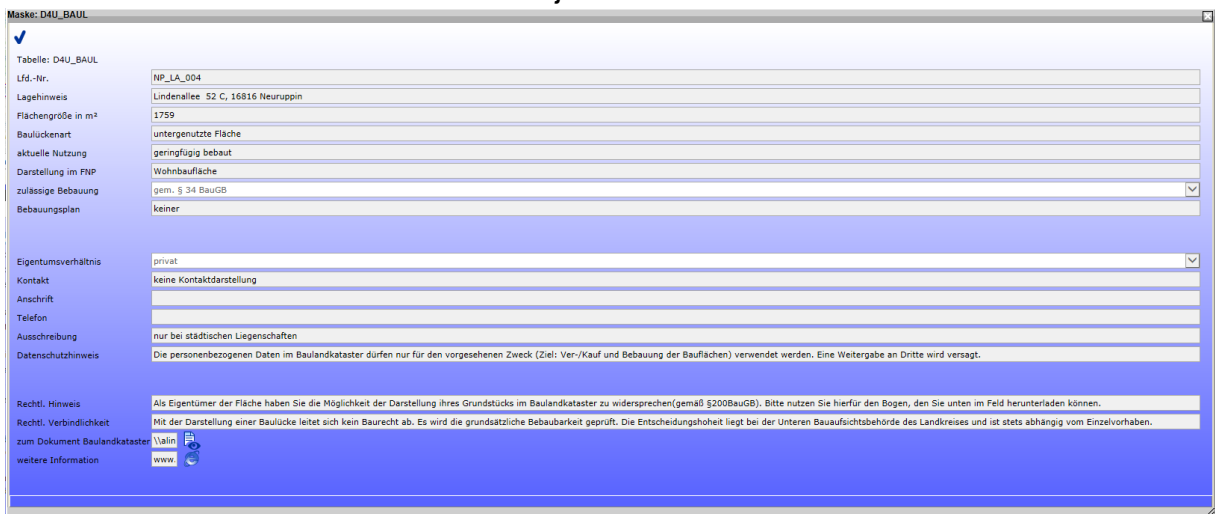 Maske: D4U_BAUL
Tabelle: D4U_BAUL
Lfd.-Nr. NP_LA_004
Lagehinweis Lindenallee 52 C, 16816 Neuruppin
Flächengröße in m² 1759
Baulückenart untergenutzte Fläche
aktuelle Nutzung geringfügig bebaut
Darstellung im FNP Wohnbaufläche
zulässige Bebauung gem. § 34 BauGB
Bebauungsplan keiner
Eigentumsverhältnis privat
Kontakt keine Kontaktdarstellung
Anschrift
Telefon
Ausschreibung nur bei städtischen Liegenschaften
Datenschutzhinweis Die personenbezogenen Daten im Baulandkataster dürfen nur für den vorgesehenen Zweck (Ziel: Ver-/Kauf und Bebauung der Bauflächen) verwendet werden. Eine Weitergabe an Dritte wird versagt.
Rechtl. Hinweis Als Eigentümer der Fläche haben Sie die Möglichkeit der Darstellung ihres Grundstücks im Baulandkataster zu widersprechen(gemäß §200BauGB). Bitte nutzen Sie hierfür den Bogen, den Sie unten im Feld herunterladen können.
Rechtl. Verbindlichkeit Mit der Darstellung einer Baulücke leitet sich kein Baurecht ab. Es wird die grundsätzliche Bebaubarkeit geprüft. Die Entscheidungshoheit liegt bei der Unteren Bauaufsichtsbehörde des Landkreises und ist stets abhängig vom Einzelvorhaben.
zum Dokument Baulandkataster \\alin
weitere Information www.